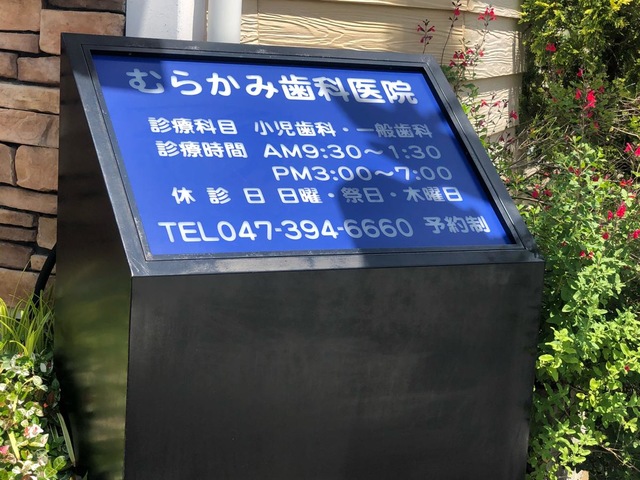 むらかみ歯科医院
診療科目 小児歯科・一般歯科
診療時間 AM9:30～1:30
PM3:00～7:00
休診日 日曜・祭日・木曜日
TEL047-394-6660 予約制